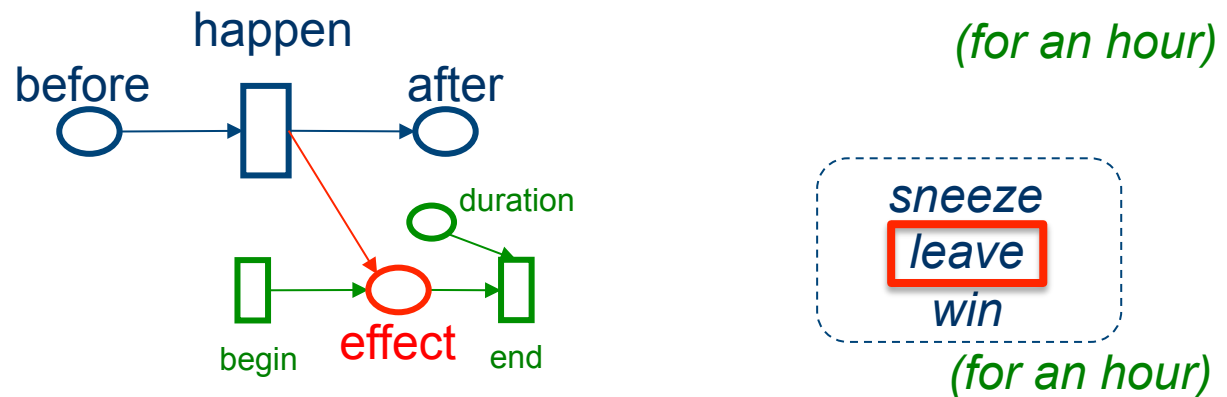 happen
before
after
duration
begin
effect
end
(for an hour)
sneeze
leave
win
(for an hour)